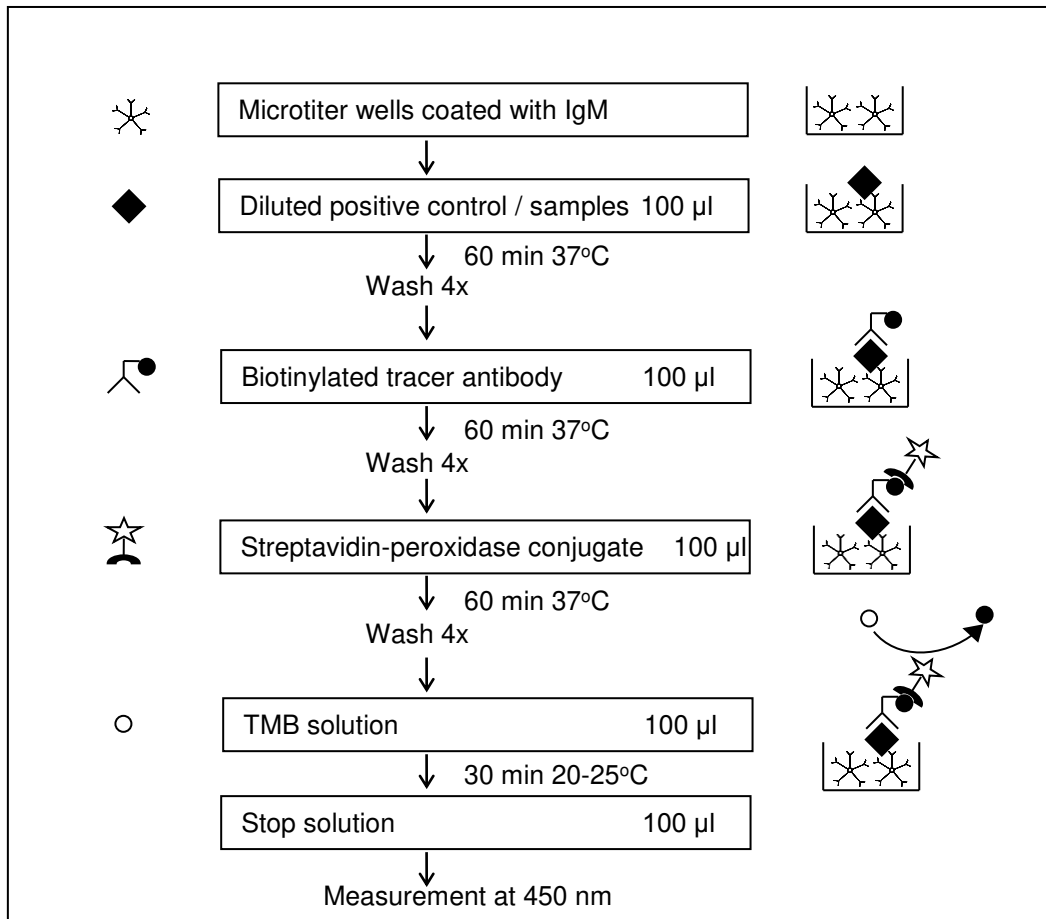 Microtiter wells coated with IgM
Diluted positive control / samples 100 µl
60 min 37°C
Wash 4x
Biotinylated tracer antibody 100 µl
60 min 37°C
Wash 4x
Streptavidin-peroxidase conjugate 100 µl
60 min 37°C
Wash 4x
TMB solution 100 µl
30 min 20-25°C
Stop solution 100 µl
Measurement at 450 nm